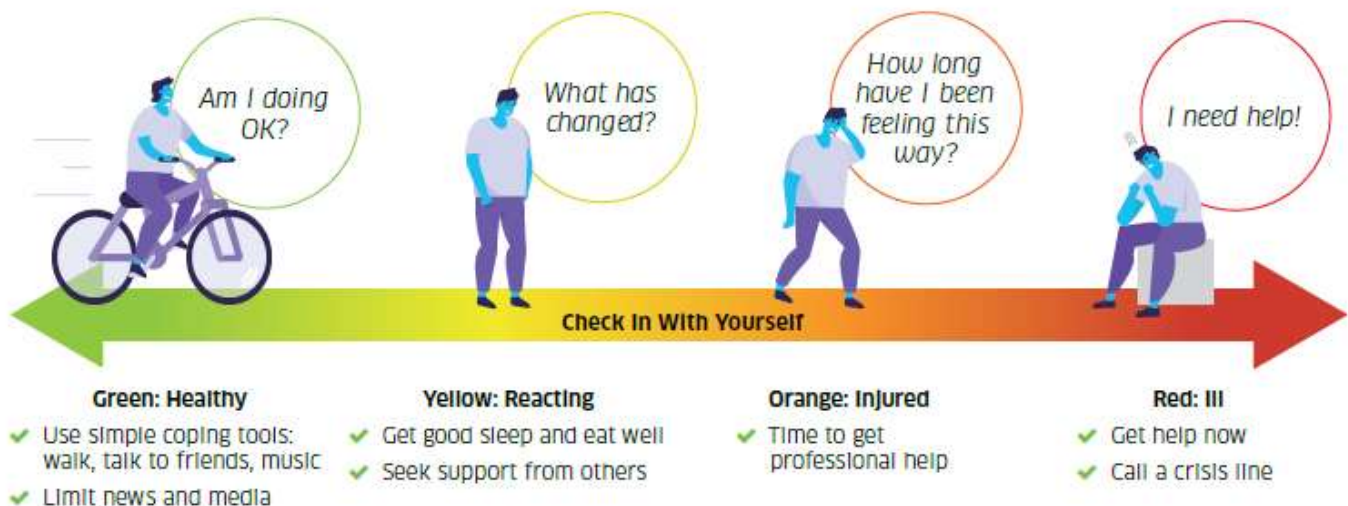 Am I doing
OK?
What has
changed?
How long
have I been
feeling this
way?
I need help!
Check In With Yourself
Green: Healthy
✔ Use simple coping tools:
walk, talk to friends, music
✔ Limit news and media
Yellow: Reacting
✔ Get good sleep and eat well
✔ Seek support from others
Orange: Injured
✔ Time to get
professional help
Red: Ill
✔ Get help now
✔ Call a crisis line